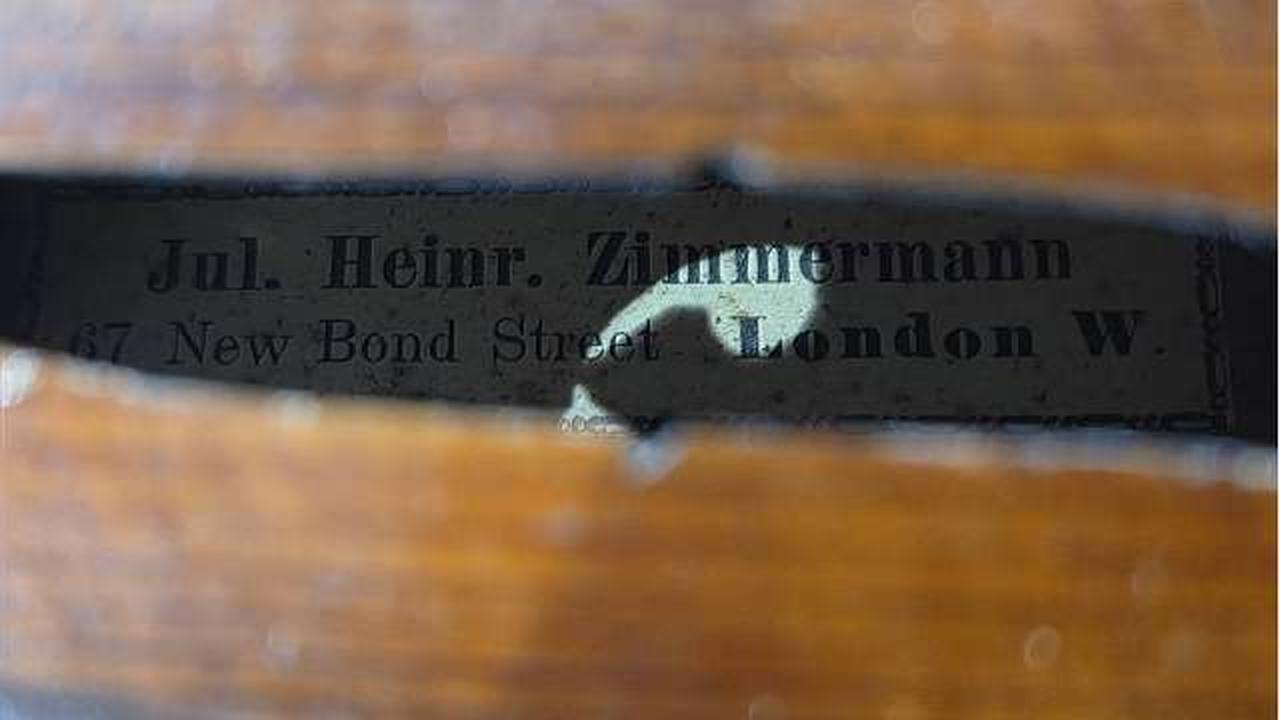 Jul. Heinr. Zimmermann
67 New Bond Street London W.